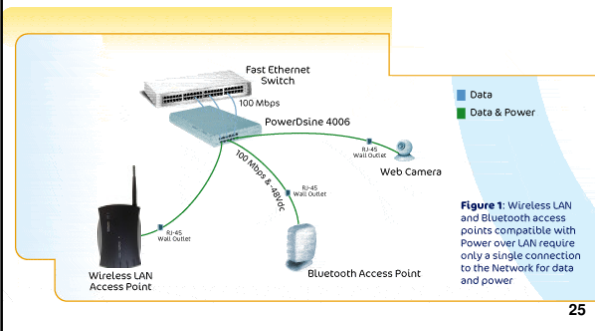 Fast Ethernet
Switch
100 Mbps
PowerDsine 4006
Data
Data & Power
RJ-45
Wall Outlet
Web Camera
100 Mbps & -48Vdc
RJ-45
Wall Outlet
RJ-45
Wall Outlet
Wireless LAN
Access Point
Bluetooth Access Point
Figure 1: Wireless LAN
and Bluetooth access
points compatible with
Power over LAN require
only a single connection
to the Network for data
and power
25